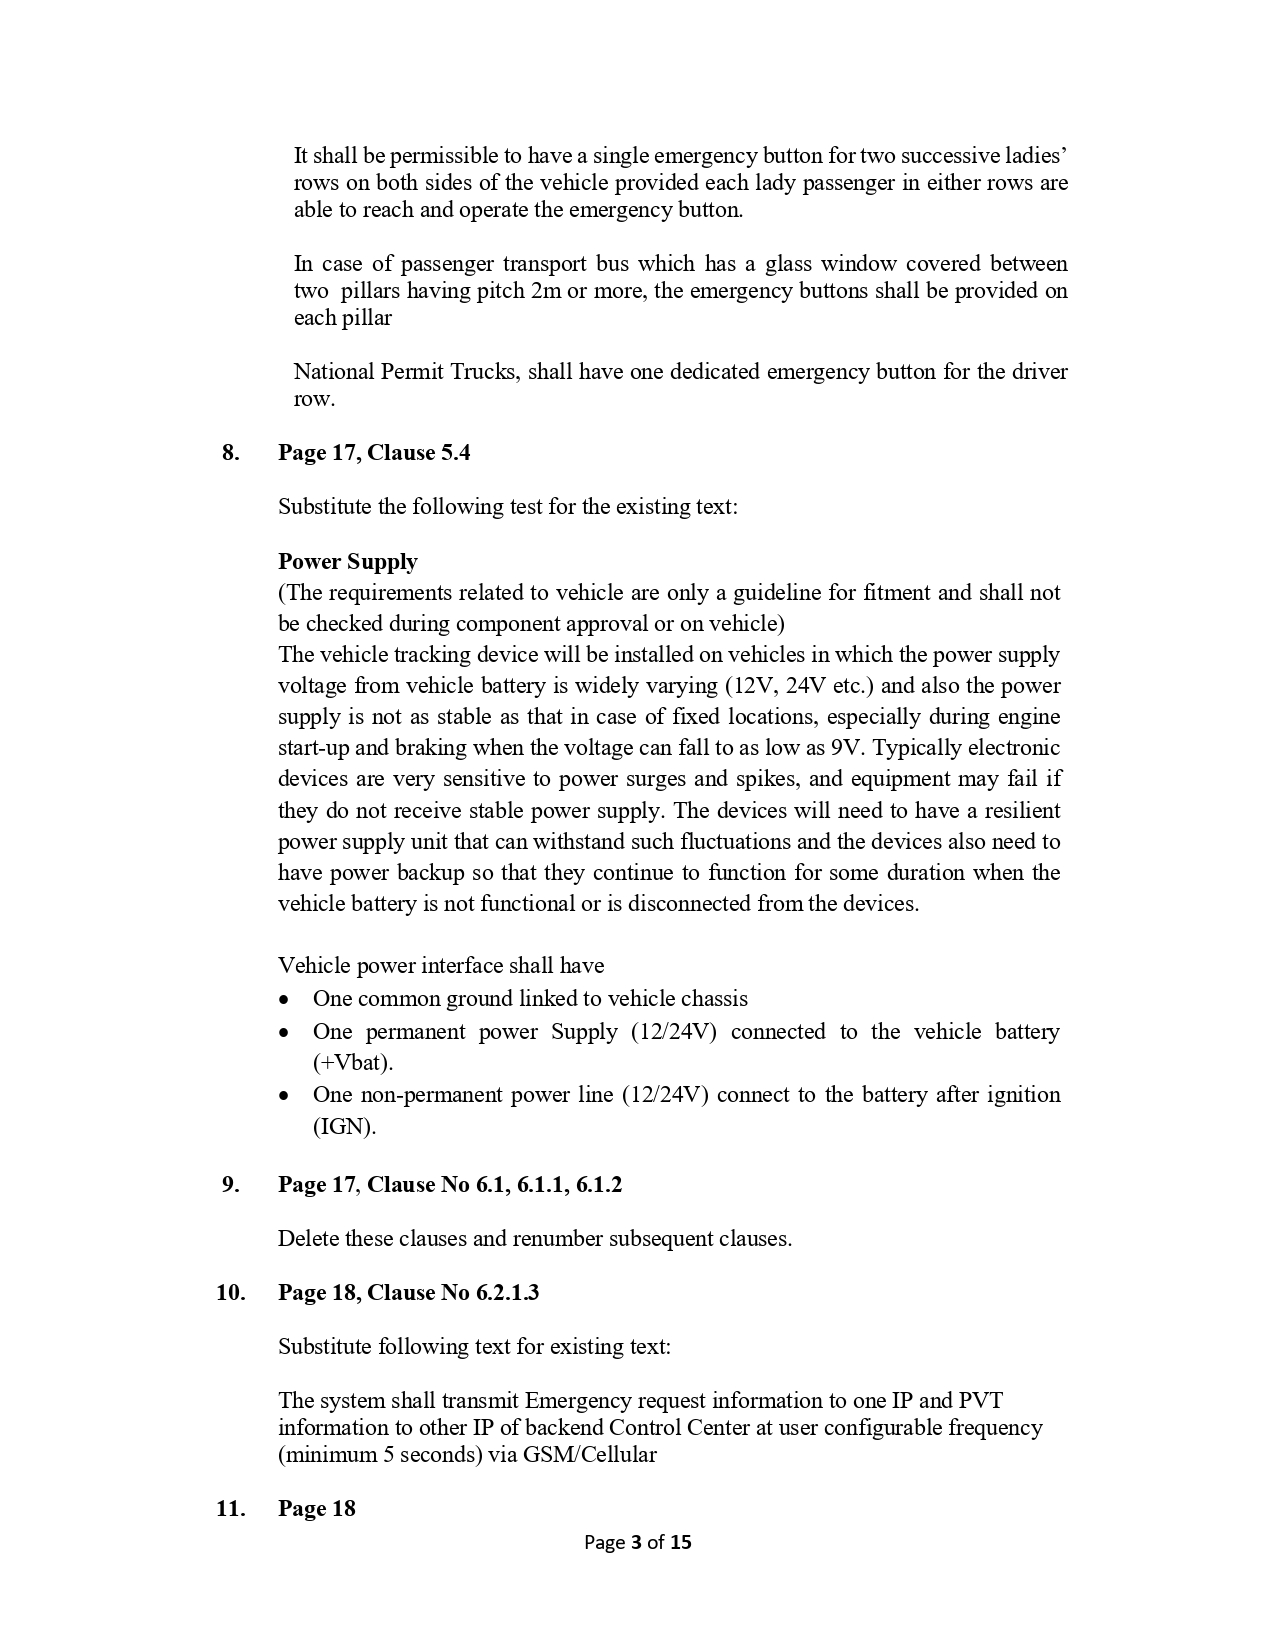 It shall be permissible to have a single emergency button for two successive ladies’
rows on both sides of the vehicle provided each lady passenger in either rows are
able to reach and operate the emergency button.
In case of passenger transport bus which has a glass window covered between
two pillars having pitch 2m or more, the emergency buttons shall be provided on
each pillar
National Permit Trucks, shall have one dedicated emergency button for the driver
row.
8. Page 17, Clause 5.4
Substitute the following test for the existing text:
Power Supply
(The requirements related to vehicle are only a guideline for fitment and shall not
be checked during component approval or on vehicle)
The vehicle tracking device will be installed on vehicles in which the power supply
voltage from vehicle battery is widely varying (12V, 24V etc.) and also the power
supply is not as stable as that in case of fixed locations, especially during engine
start-up and braking when the voltage can fall to as low as 9V. Typically electronic
devices are very sensitive to power surges and spikes, and equipment may fail if
they do not receive stable power supply. The devices will need to have a resilient
power supply unit that can withstand such fluctuations and the devices also need to
have power backup so that they continue to function for some duration when the
vehicle battery is not functional or is disconnected from the devices.
Vehicle power interface shall have
• One common ground linked to vehicle chassis
• One permanent power Supply (12/24V) connected to the vehicle battery
(+Vbat).
• One non-permanent power line (12/24V) connect to the battery after ignition
(IGN).
9. Page 17, Clause No 6.1, 6.1.1, 6.1.2
Delete these clauses and renumber subsequent clauses.
10. Page 18, Clause No 6.2.1.3
Substitute following text for existing text:
The system shall transmit Emergency request information to one IP and PVT
information to other IP of backend Control Center at user configurable frequency
(minimum 5 seconds) via GSM/Cellular
11. Page 18
Page 3 of 15